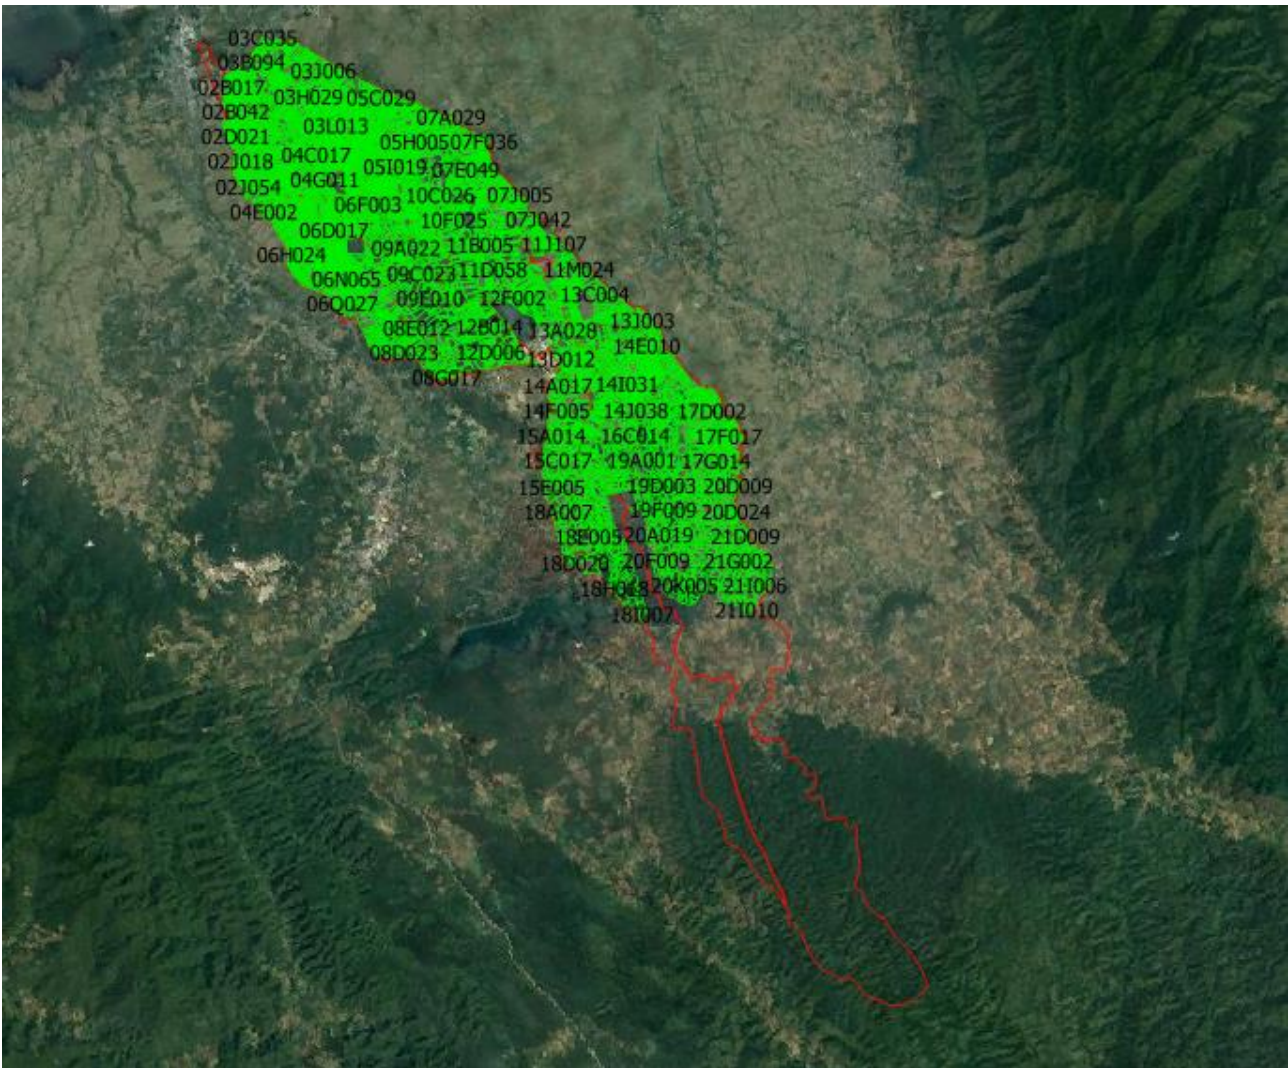 03C035
03B094
03J006
02B017
03H029 05C029
02B042
07A029
03L013
02D021
05H005 07F036
04C017
02J018
05I019 07E049
04G011
02J054
10C026 07J005
06F003
04E002
10F025 07J042
06D017
09A022 11B005 11J107
06H024
09C023 11D058 11M024
06N065
09E010 12F002 13C004
06Q027
13J003
08E012 12B014 13A028
14E010
08D023 12D006 13D012
08G017
14A017 14I031
14F005 14J038 17D002
15A014 16C014 17F017
15C017 19A001 17G014
15E005 19D003 20D009
18A007 19F009 20D024
18E005 20A019 21D009
18D020 20F009 21G002
20K005 21I006
18I007 21I010